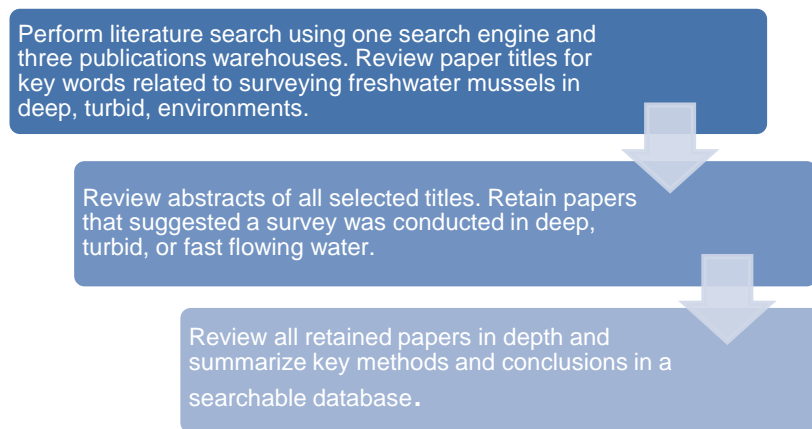 Perform literature search using one search engine and
three publications warehouses. Review paper titles for
key words related to surveying freshwater mussels in
deep, turbid, environments.
Review abstracts of all selected titles. Retain papers
that suggested a survey was conducted in deep,
turbid, or fast flowing water.
Review all retained papers in depth and
summarize key methods and conclusions in a
searchable database.